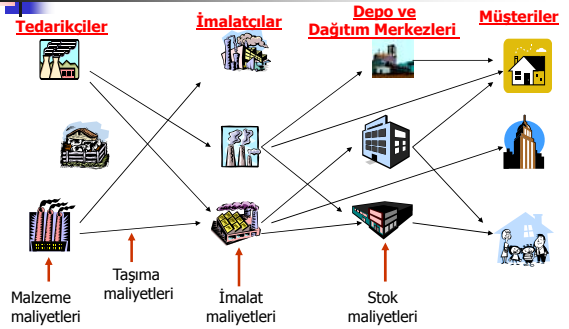 Tedarikçiler
İmalatçılar
Depo ve
Dağıtım Merkezleri
Müşteriler
Malzeme
maliyetleri
Taşıma
maliyetleri
İmalat
maliyetleri
Stok
maliyetleri